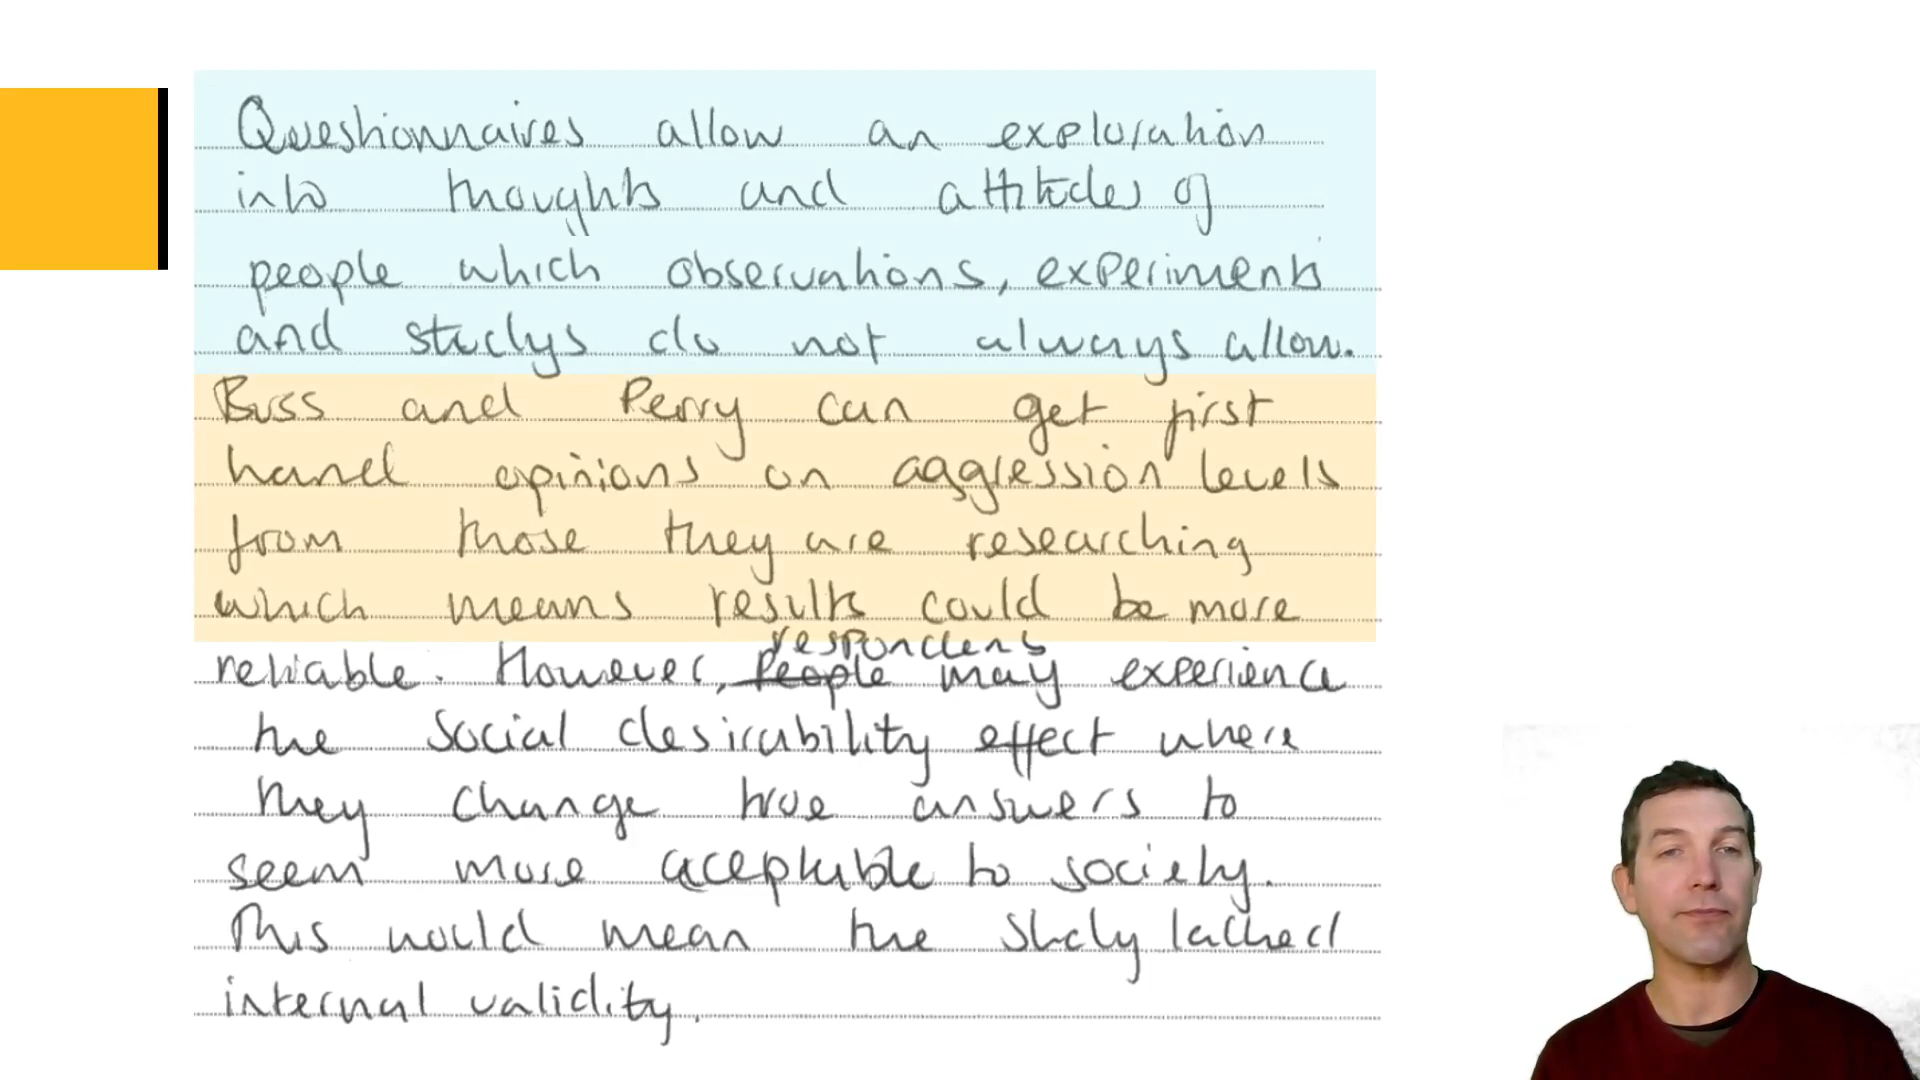 Questionnaires allow an exploration
into thoughts and attitudes of
people which observations, experiments
and studys do not always allow.
Buss and Perry can get first
hand opinions on aggression levels
from those they are researching
which means results could be more
respondents
reliable. However, people may experience
the social desirability effect where
they change true answers to
seem more aceptable to society.
This would mean the study lacked
internal validity.